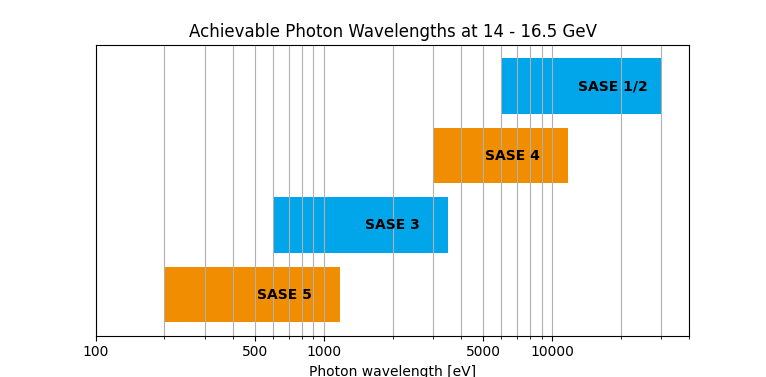 Achievable Photon Wavelengths at 14 - 16.5 GeV
SASE 1/2
SASE 4
SASE 3
SASE 5
100 500 1000 5000 10000
Photon wavelength [eV]